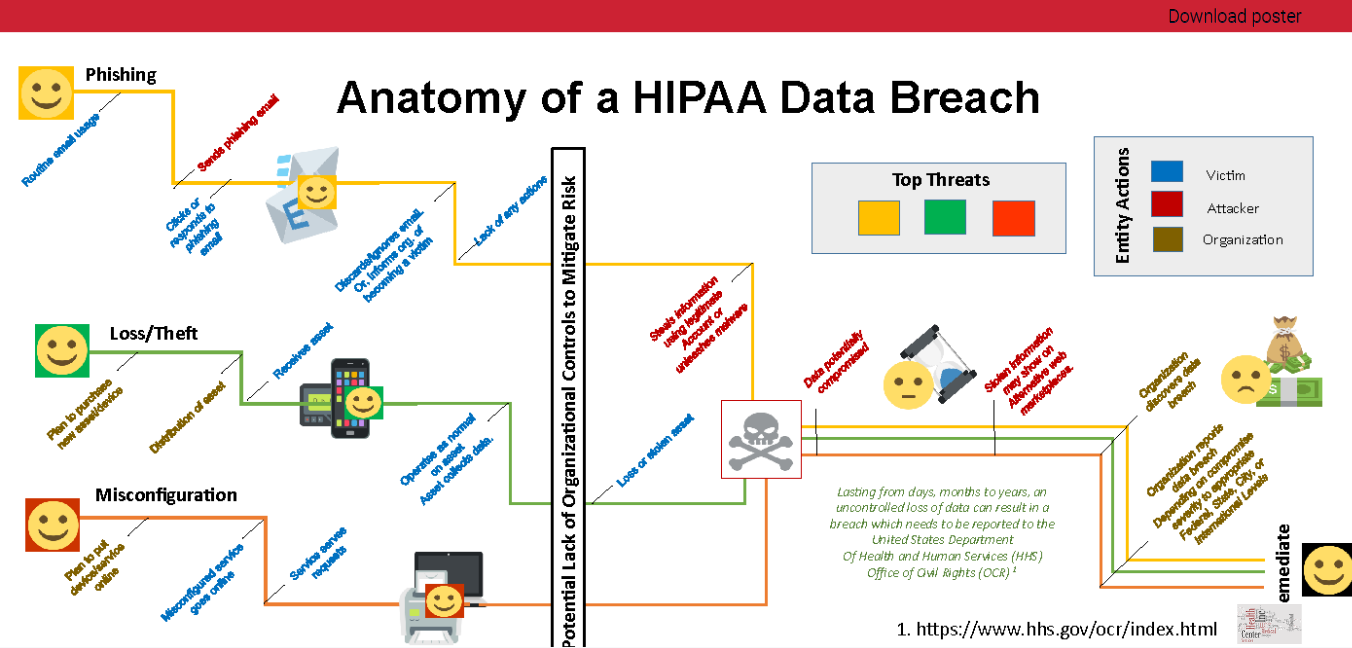 Download poster
Anatomy of a HIPAA Data Breach
Phishing
Routine email usage
Sends phishing email
Clicks or
responds to
phishing
email
E
Discards/ignores email.
Or, informs org. of
becoming a victim
Lack of any actions
Potential Lack of Organizational Controls to Mitigate Risk
Steals information
using legitimate
Account or
unleashes malware
Top Threats
Entity Actions
Victim
Attacker
Organization
Loss/Theft
Plan to purchase
new asset/device
Distribution of asset
Receives asset
Operates as normal
on asset
Asset collects data.
Loss or stolen asset
Data potentially
compromised
Stolen information
may show on
Alternative web
marketplaces.
Organization
discovers data
breach
Organization reports
data breach
Depending on compromise
severity to appropriate
Federal, State, City, or
International Levels
Misconfiguration
Plan to put
device/service
online
Misconfigured service
goes online
Service serves
requests
Lasting from days, months to years, an
uncontrolled loss of data can result in a
breach which needs to be reported to the
United States Department
Of Health and Human Services (HHS)
Office of Civil Rights (OCR) 1
emediate
1. https://www.hhs.gov/ocr/index.html
Health
Center